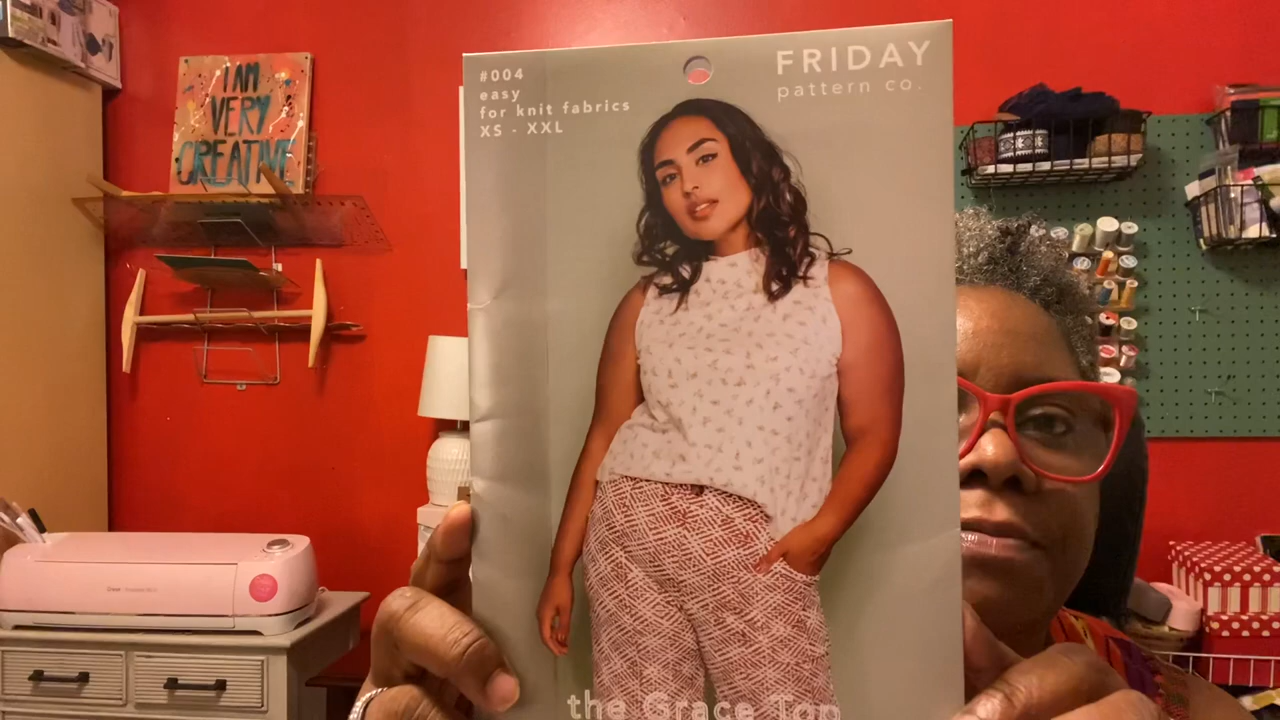 I AM
VERY
CREATIVE
#004
easy
for knit fabrics
XS - XXL
FRIDAY
pattern co.
the Grace Top